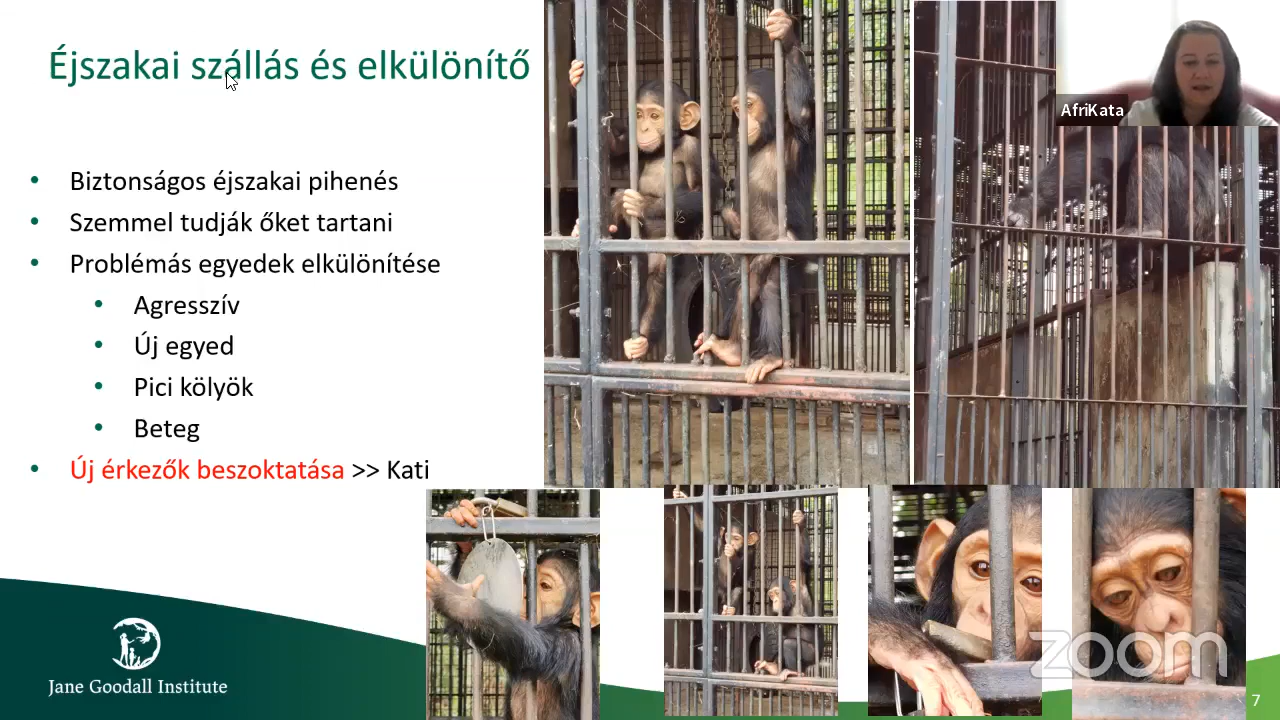 Éjszakai szállás és elkülönítő
AfriKata
• Biztonságos éjszakai pihenés
• Szemmel tudják őket tartani
• Problémás egyedek elkülönítése
• Agresszív
• Új egyed
• Pici kölyök
• Beteg
• Új érkezők beszoktatása >> Kati
Jane Goodall Institute
zoom
7